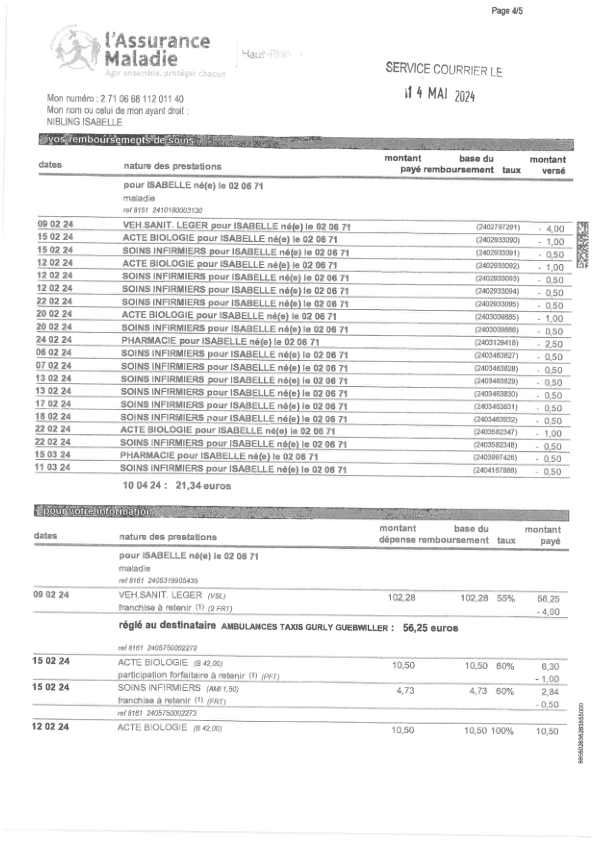 Page 4/5
l'Assurance
Maladie
Agir ensemble, protéger chacun
Haut-Rhin
SERVICE COURRIER LE
14 MAI 2024
Mon numéro : 2 71 06 68 112 011 40
Mon nom ou celui de mon ayant droit :
NIBLING ISABELLE
vos remboursements de soins
dates nature des prestations montant payé base du remboursement taux montant versé
pour ISABELLE né(e) le 02 06 71
maladie
ref 8151 2410160003130
09 02 24 VEH.SANIT. LEGER pour ISABELLE né(e) le 02 06 71 (2402797291) - 4,00
15 02 24 ACTE BIOLOGIE pour ISABELLE né(e) le 02 06 71 (2402933090) - 1,00
15 02 24 SOINS INFIRMIERS pour ISABELLE né(e) le 02 06 71 (2402933091) - 0,50
12 02 24 ACTE BIOLOGIE pour ISABELLE né(e) le 02 06 71 (2402933092) - 1,00
12 02 24 SOINS INFIRMIERS pour ISABELLE né(e) le 02 06 71 (2402933093) - 0,50
12 02 24 SOINS INFIRMIERS pour ISABELLE né(e) le 02 06 71 (2402933094) - 0,50
22 02 24 SOINS INFIRMIERS pour ISABELLE né(e) le 02 06 71 (2402933095) - 0,50
20 02 24 ACTE BIOLOGIE pour ISABELLE né(e) le 02 06 71 (2403009885) - 1,00
20 02 24 SOINS INFIRMIERS pour ISABELLE né(e) le 02 06 71 (2403009886) - 0,50
24 02 24 PHARMACIE pour ISABELLE né(e) le 02 06 71 (2403129418) - 2,50
06 02 24 SOINS INFIRMIERS pour ISABELLE né(e) le 02 06 71 (2403463827) - 0,50
07 02 24 SOINS INFIRMIERS pour ISABELLE né(e) le 02 06 71 (2403463828) - 0,50
13 02 24 SOINS INFIRMIERS pour ISABELLE né(e) le 02 06 71 (2403463829) - 0,50
13 02 24 SOINS INFIRMIERS pour ISABELLE né(e) le 02 06 71 (2403463830) - 0,50
17 02 24 SOINS INFIRMIERS pour ISABELLE né(e) le 02 06 71 (2403463831) - 0,50
18 02 24 SOINS INFIRMIERS pour ISABELLE né(e) le 02 06 71 (2403463832) - 0,50
22 02 24 ACTE BIOLOGIE pour ISABELLE né(e) le 02 06 71 (2403582347) - 1,00
22 02 24 SOINS INFIRMIERS pour ISABELLE né(e) le 02 06 71 (2403582348) - 0,50
15 03 24 PHARMACIE pour ISABELLE né(e) le 02 06 71 (2403997426) - 0,50
11 03 24 SOINS INFIRMIERS pour ISABELLE né(e) le 02 06 71 (2404167888) - 0,50
10 04 24 : 21,34 euros
pour votre information
dates nature des prestations montant dépense base du remboursement taux montant payé
pour ISABELLE né(e) le 02 06 71
maladie
ref 8161 2405319905435
09 02 24 VEH.SANIT. LEGER (VSL) 102,28 102,28 55% 56,25
franchise à retenir (1) (2 FRT) - 4,00
réglé au destinataire AMBULANCES TAXIS GURLY GUEBWILLER : 56,25 euros
ref 8161 2405750002272
15 02 24 ACTE BIOLOGIE (B 42,00) 10,50 10,50 60% 6,30
participation forfaitaire à retenir (1) (PFT) - 1,00
15 02 24 SOINS INFIRMIERS (AMI 1,50) 4,73 4,73 60% 2,84
franchise à retenir (1) (FRT) - 0,50
ref 8161 2405750002273
12 02 24 ACTE BIOLOGIE (B 42,00) 10,50 10,50 100% 10,50